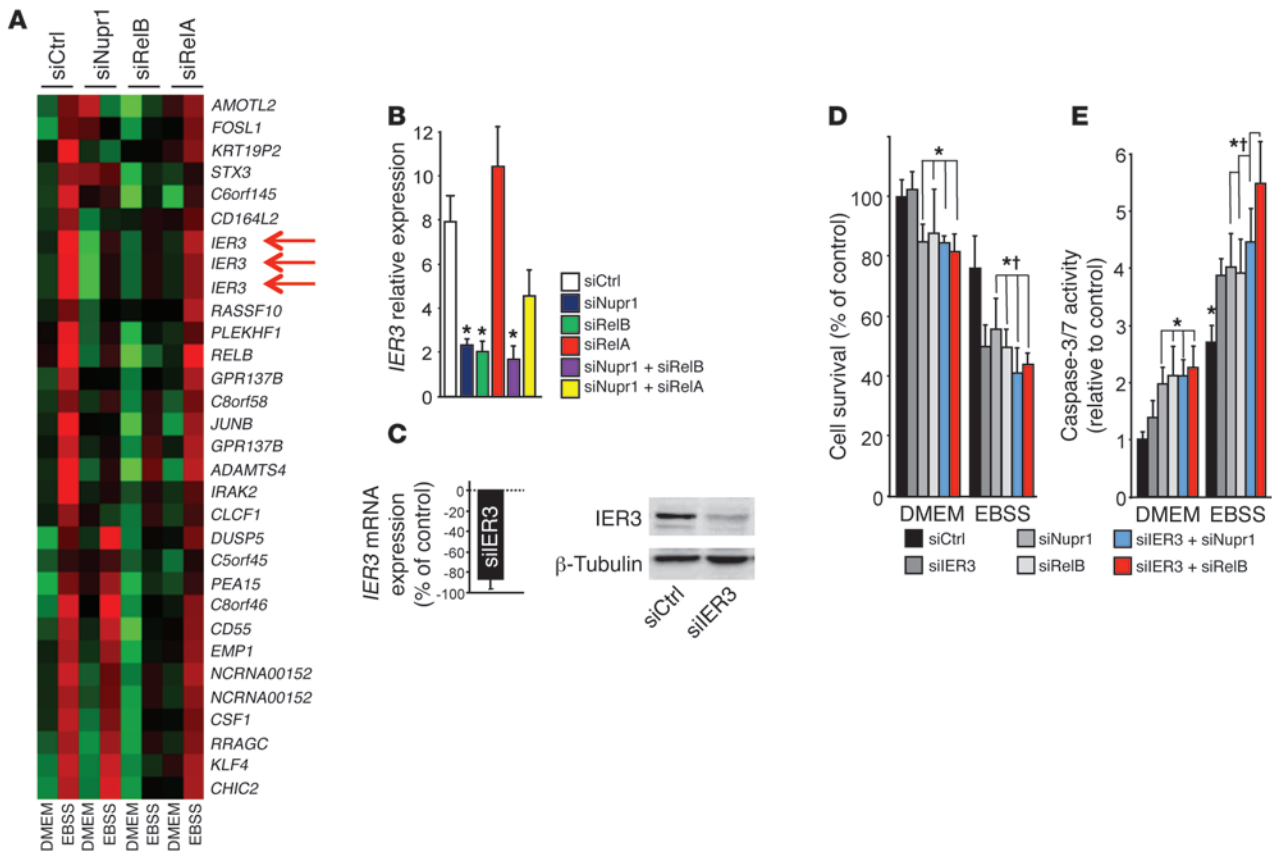 A
siCtrl
siNupr1
siRelB
siRelA
AMOTL2
FOSL1
KRT19P2
STX3
C6orf145
CD164L2
IER3
IER3
IER3
RASSF10
PLEKHF1
RELB
GPR137B
C8orf58
JUNB
GPR137B
ADAMTS4
IRAK2
CLCF1
DUSP5
C5orf45
PEA15
C8orf46
CD55
EMP1
NCRNA00152
NCRNA00152
CSF1
RRAGC
KLF4
CHIC2
DMEM
EBSS
DMEM
EBSS
DMEM
EBSS
DMEM
EBSS
B
IER3 relative expression
12
10
8
6
4
2
0
* * *
siCtrl
siNupr1
siRelB
siRelA
siNupr1 + siRelB
siNupr1 + siRelA
C
IER3 mRNA
expression
(% of control)
0
-20
-40
-60
-80
-100
siIER3
IER3
β-Tubulin
siCtrl
siIER3
D
Cell survival (% of control)
100
80
60
40
20
0
*
*†
DMEM EBSS
E
Caspase-3/7 activity
(relative to control)
6
5
4
3
2
1
0
*
*
*†
DMEM EBSS
siCtrl
siIER3
siNupr1
siRelB
siIER3 + siNupr1
siIER3 + siRelB